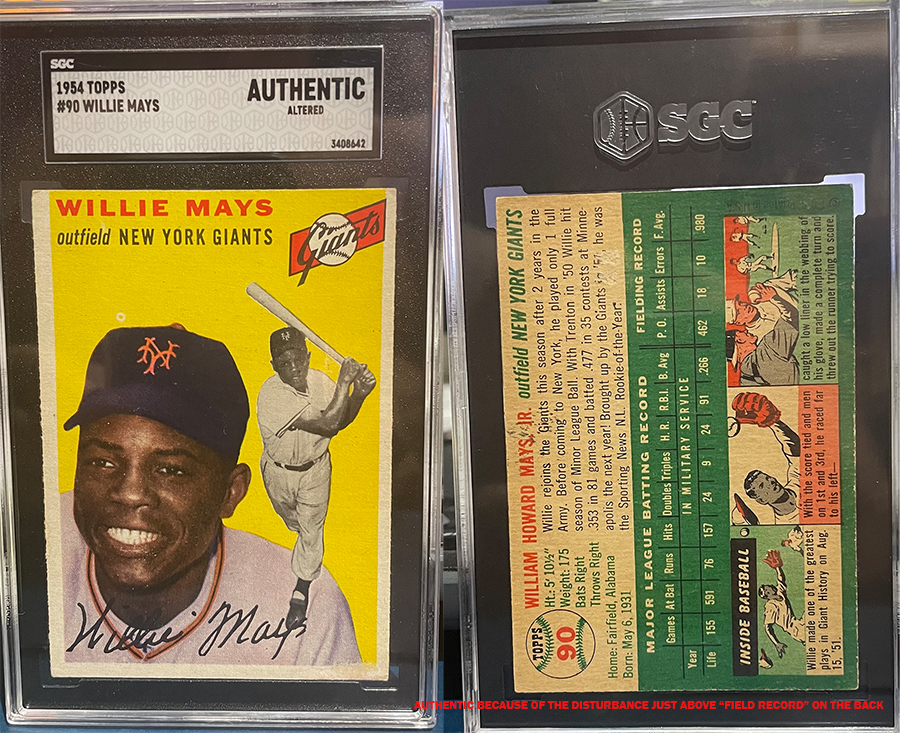 SGC
1954 TOPPS
#90 WILLIE MAYS
AUTHENTIC
ALTERED
3408642
WILLIE MAYS
outfield NEW YORK GIANTS
Giants
NY
NY
Willie Mays
SGC
TOPPS
90
WILLIAM HOWARD MAYS, JR. outfield NEW YORK GIANTS
Ht.: 5' 10½"
Weight: 175
Bats Right
Throws Right
Home: Fairfield, Alabama
Born: May 6, 1931
Willie rejoins the Giants this season after 2 years in the
Army. Before coming to New York, he played only 1 full
season of Minor League Ball. With Trenton in '50 Willie hit
.353 in 81 games and batted .477 in 35 contests at Minne-
apolis the next year! Brought up by the Giants in '51, he was
the Sporting News N.L. Rookie-of-the-Year.
MAJOR LEAGUE BATTING RECORD FIELDING RECORD
Games At Bat Runs Hits Doubles Triples H.R. R.B.I. B. Avg P.O. Assists Errors F. Avg.
Year IN MILITARY SERVICE
Life 155 591 76 157 24 9 24 91 .266 462 18 10 .980
INSIDE BASEBALL
Willie made one of the greatest
plays in Giant History on Aug.
15, '51.
With the score tied and men
on 1st and 3rd, he raced far
to his left—
caught a low liner in the webbing of
his glove, made a complete turn and
threw out the runner trying to score.
AUTHENTIC BECAUSE OF THE DISTURBANCE JUST ABOVE “FIELD RECORD” ON THE BACK